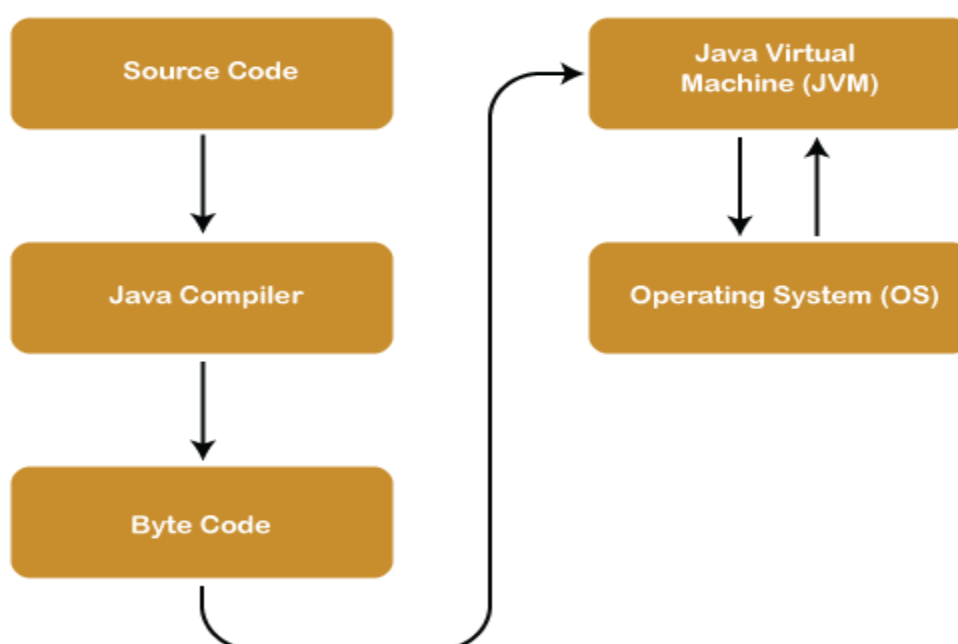 Source Code
Java Compiler
Byte Code
Java Virtual
Machine (JVM)
Operating System (OS)